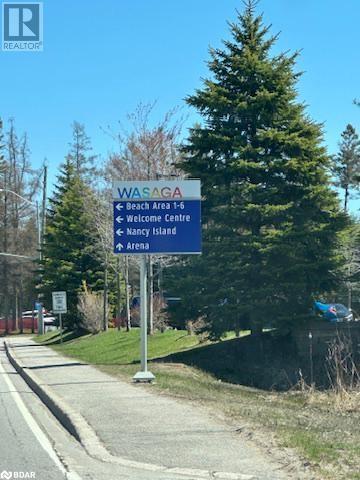 REALTOR
WASAGA
← Beach Area 1-6
← Welcome Centre
← Nancy Island
↑ Arena
BDAR